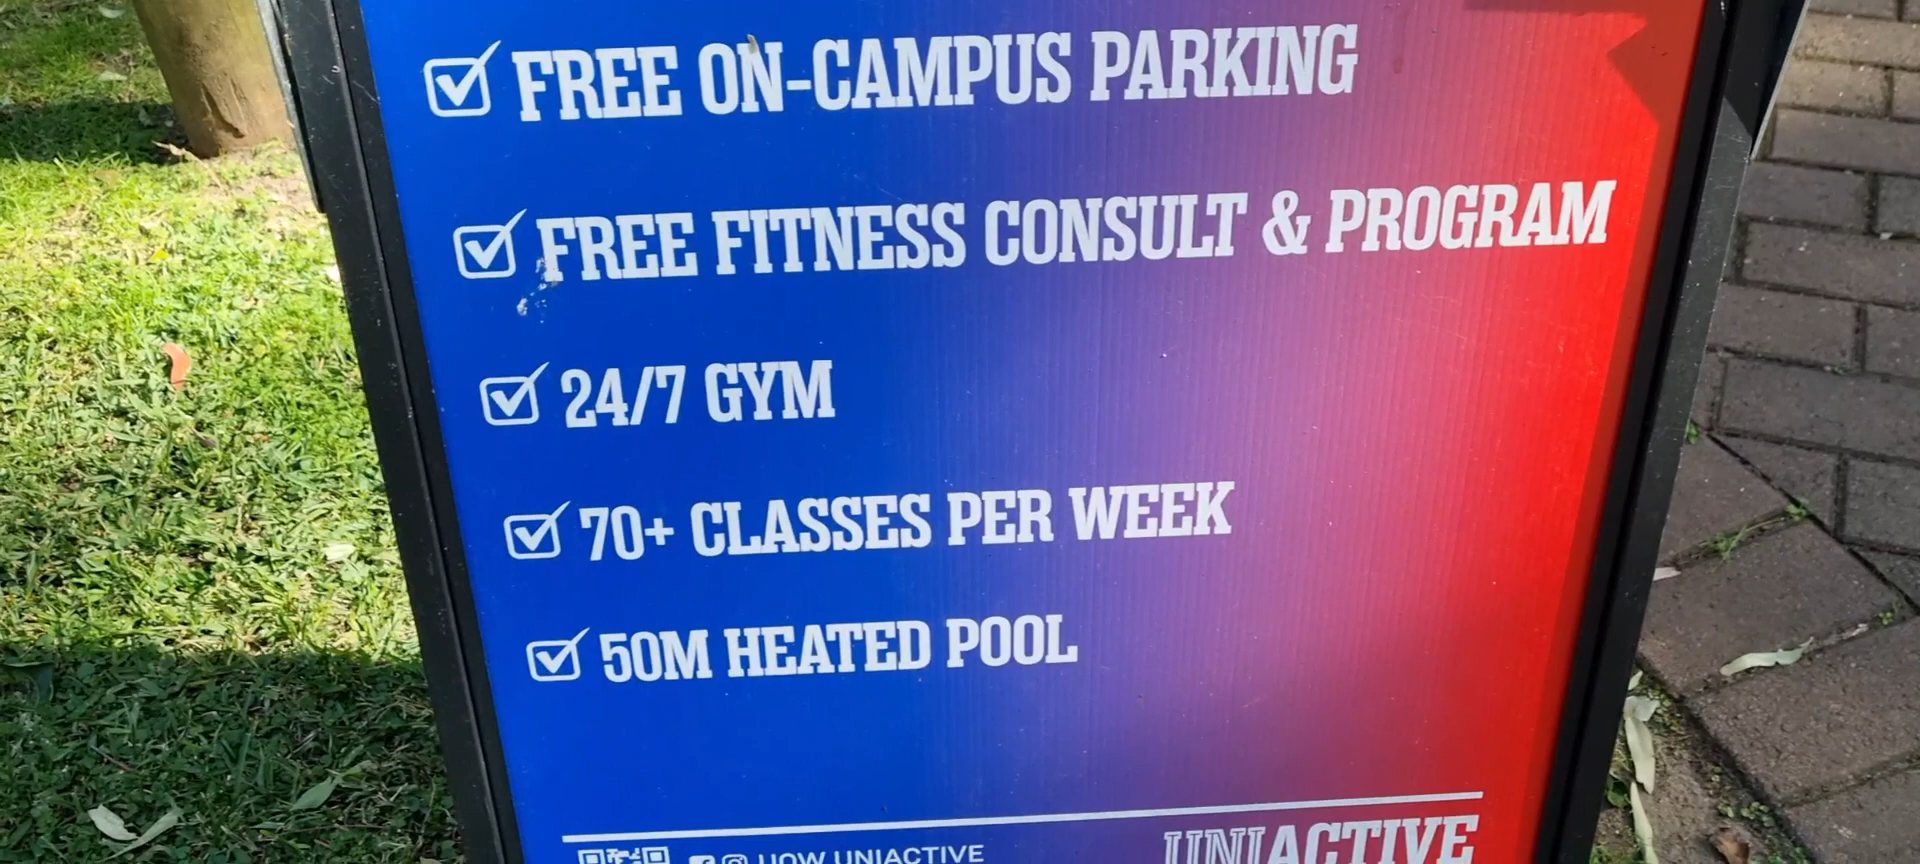 FREE ON-CAMPUS PARKING
FREE FITNESS CONSULT & PROGRAM
24/7 GYM
70+ CLASSES PER WEEK
50M HEATED POOL
UOW UNIACTIVE
UNIACTIVE